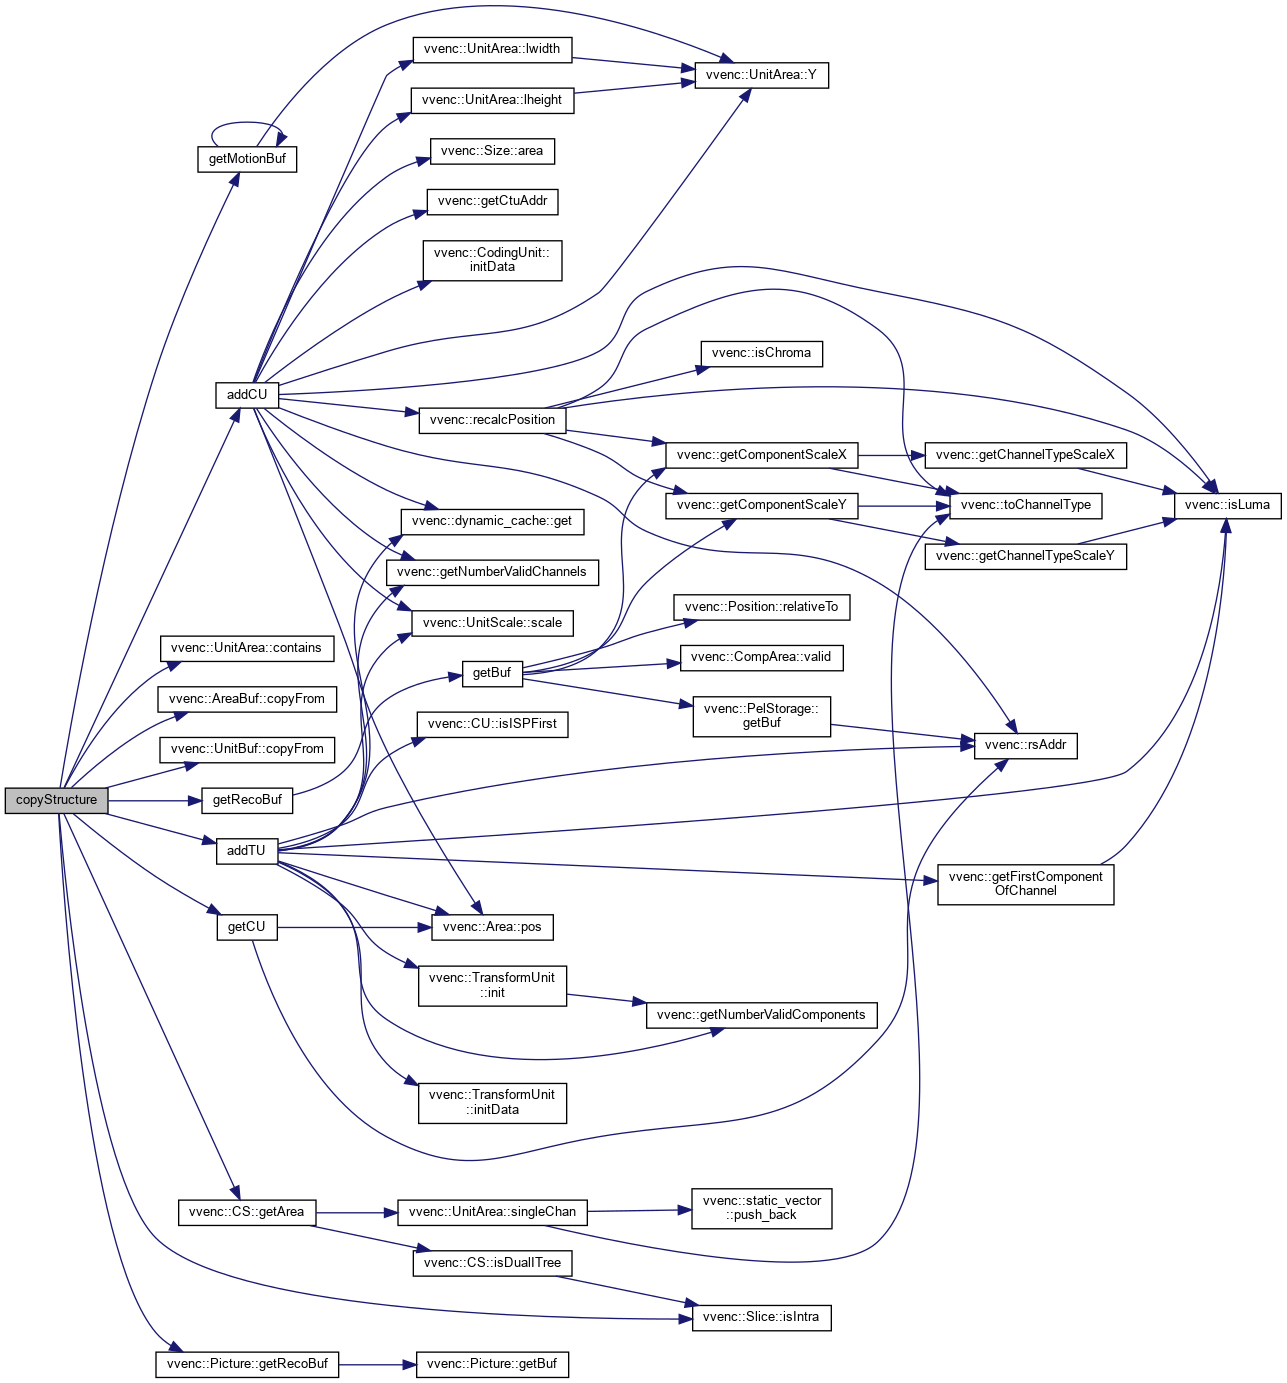 vvenc::UnitArea::lwidth
vvenc::UnitArea::Y
vvenc::UnitArea::lheight
getMotionBuf
vvenc::Size::area
vvenc::getCtuAddr
vvenc::CodingUnit::
initData
vvenc::isChroma
addCU
vvenc::recalcPosition
vvenc::getComponentScaleX
vvenc::getChannelTypeScaleX
vvenc::getComponentScaleY
vvenc::toChannelType
vvenc::isLuma
vvenc::dynamic_cache::get
vvenc::getChannelTypeScaleY
vvenc::getNumberValidChannels
vvenc::Position::relativeTo
vvenc::UnitScale::scale
vvenc::UnitArea::contains
vvenc::CompArea::valid
getBuf
vvenc::AreaBuf::copyFrom
vvenc::PelStorage::
getBuf
vvenc::CU::isISPFirst
vvenc::UnitBuf::copyFrom
vvenc::rsAddr
copyStructure
getRecoBuf
addTU
vvenc::getFirstComponent
OfChannel
getCU
vvenc::Area::pos
vvenc::TransformUnit
::init
vvenc::getNumberValidComponents
vvenc::TransformUnit
::initData
vvenc::CS::getArea
vvenc::UnitArea::singleChan
vvenc::static_vector
::push_back
vvenc::CS::isDualITree
vvenc::Slice::isIntra
vvenc::Picture::getRecoBuf
vvenc::Picture::getBuf